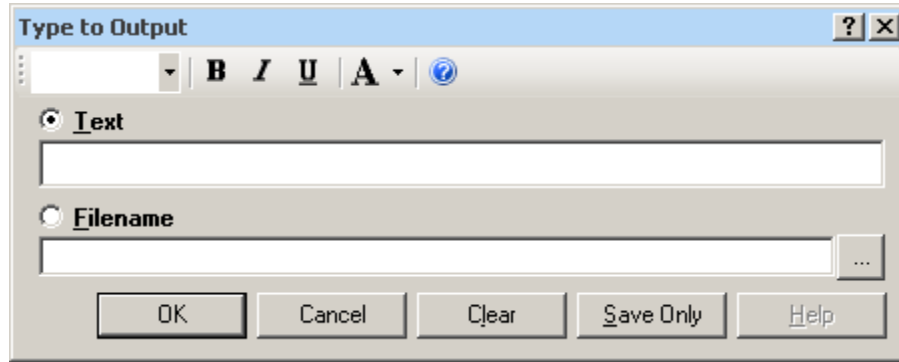 Type to Output ? X
B I U A ?
Text
Filename
...
OK Cancel Clear Save Only Help